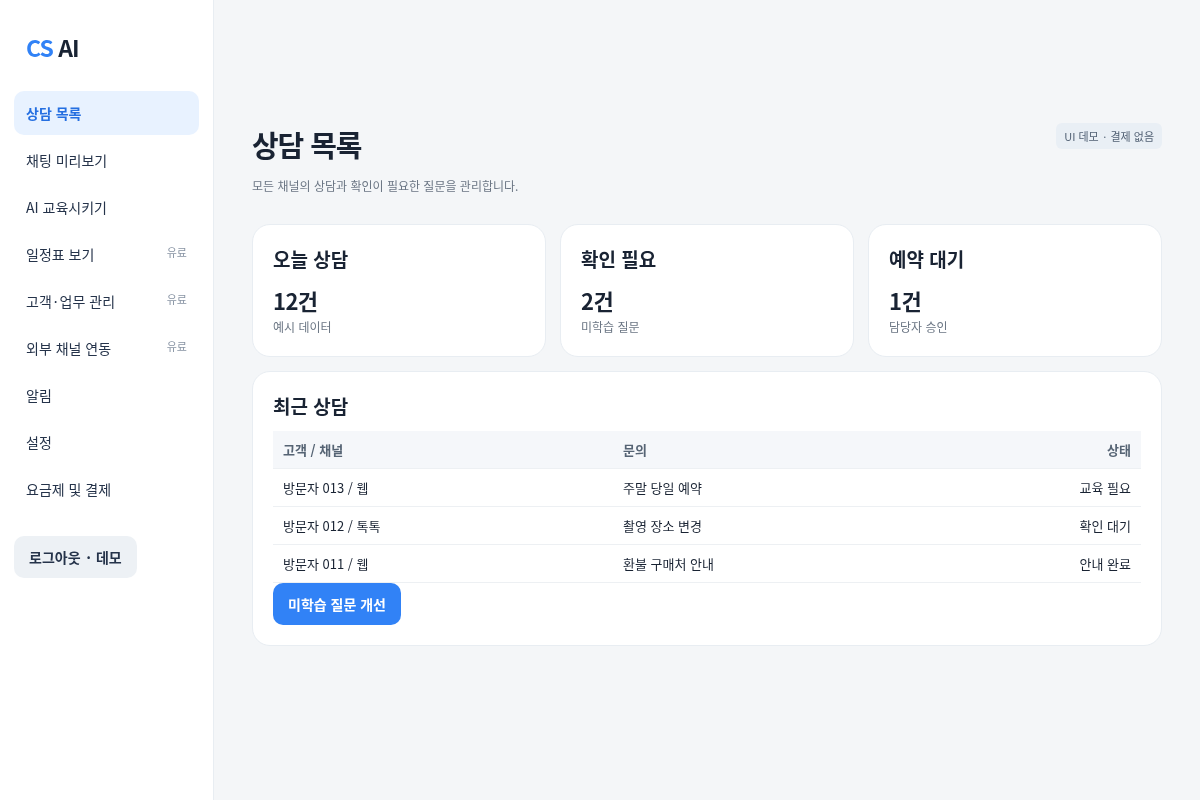 CS AI
상담 목록
채팅 미리보기
AI 교육시키기
일정표 보기 유료
고객·업무 관리 유료
외부 채널 연동 유료
알림
설정
요금제 및 결제
로그아웃 · 데모
상담 목록
UI 데모 · 결제 없음
모든 채널의 상담과 확인이 필요한 질문을 관리합니다.
오늘 상담
12건
예시 데이터
확인 필요
2건
미학습 질문
예약 대기
1건
담당자 승인
최근 상담
고객 / 채널 문의 상태
방문자 013 / 웹 주말 당일 예약 교육 필요
방문자 012 / 톡톡 촬영 장소 변경 확인 대기
방문자 011 / 웹 환불 구매처 안내 안내 완료
미학습 질문 개선